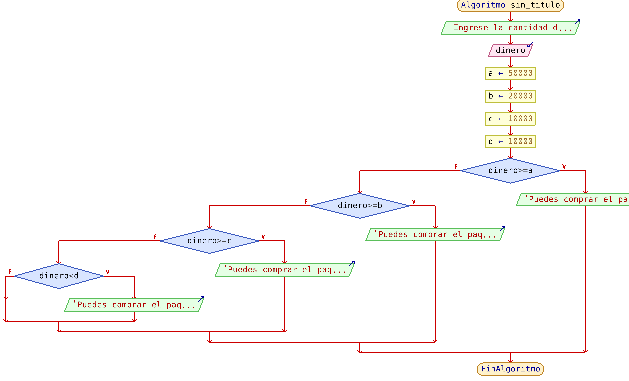 Algoritmo sin_titulo
'Ingrese la cantidad d...
dinero
a ← 50000
b ← 20000
c ← 10000
d ← 10000
dinero>=a
F
V
'Puedes comprar el pa
dinero>=b
F
V
'Puedes comprar el paq...
dinero>=c
F
V
'Puedes comprar el paq...
dinero<d
F
V
'Puedes comprar el paq...
FinAlgoritmo